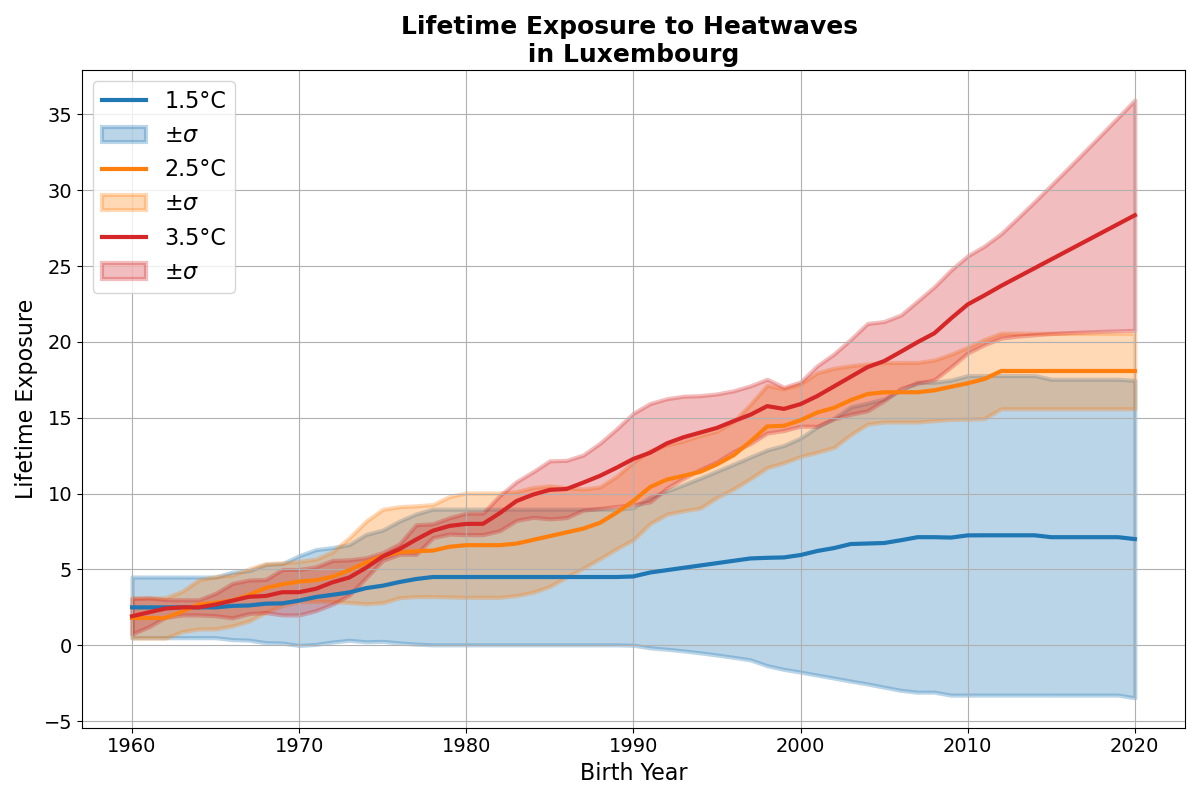 Lifetime Exposure to Heatwaves
in Luxembourg
1.5°C
±σ
2.5°C
±σ
3.5°C
±σ
Lifetime Exposure
35
30
25
20
15
10
5
0
−5
1960 1970 1980 1990 2000 2010 2020
Birth Year